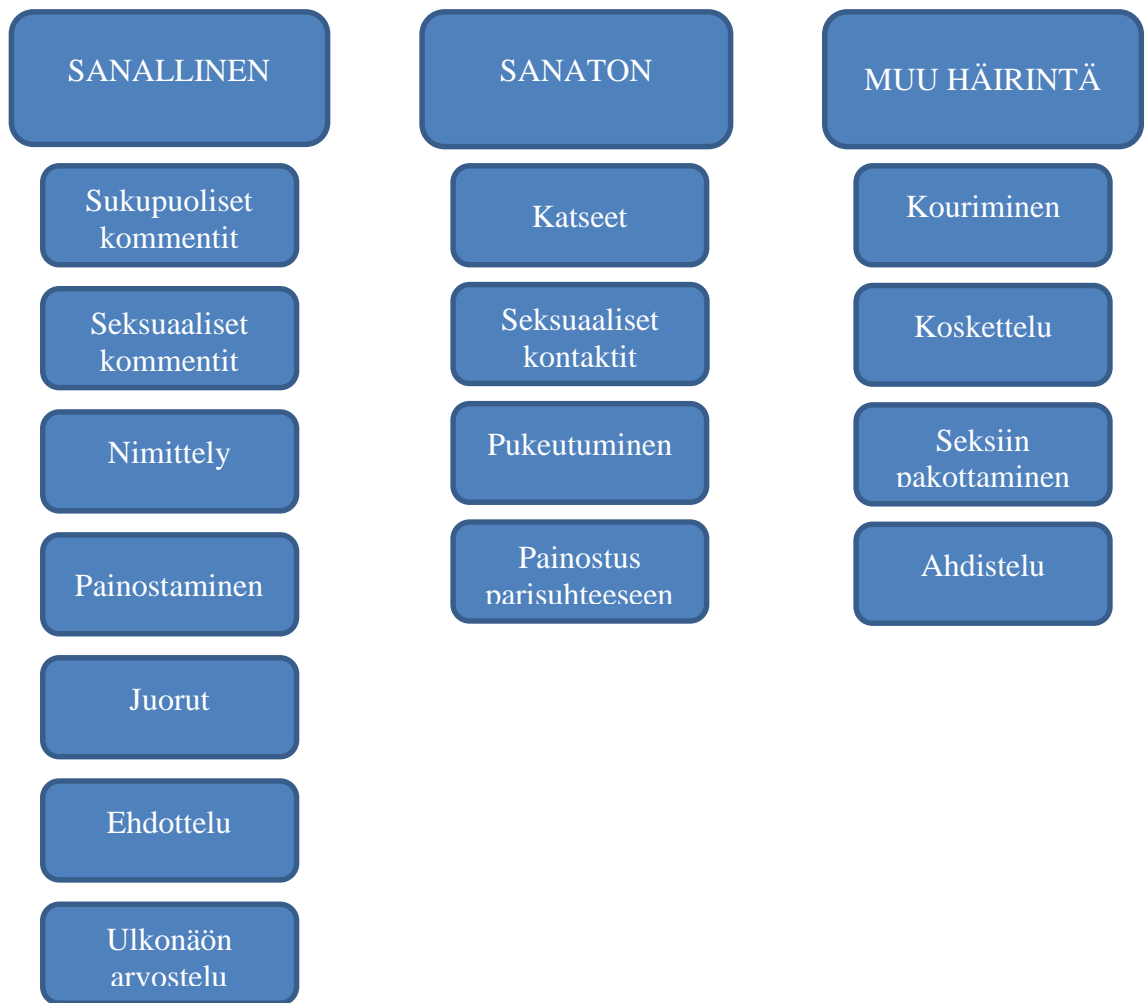 SANALLINEN
Sukupuoliset
kommentit
Seksuaaliset
kommentit
Nimittely
Painostaminen
Juorut
Ehdottelu
Ulkonäön
arvostelu
SANATON
Katseet
Seksuaaliset
kontaktit
Pukeutuminen
Painostus
parisuhteeseen
MUU HÄIRINTÄ
Kouriminen
Koskettelu
Seksiin
pakottaminen
Ahdistelu